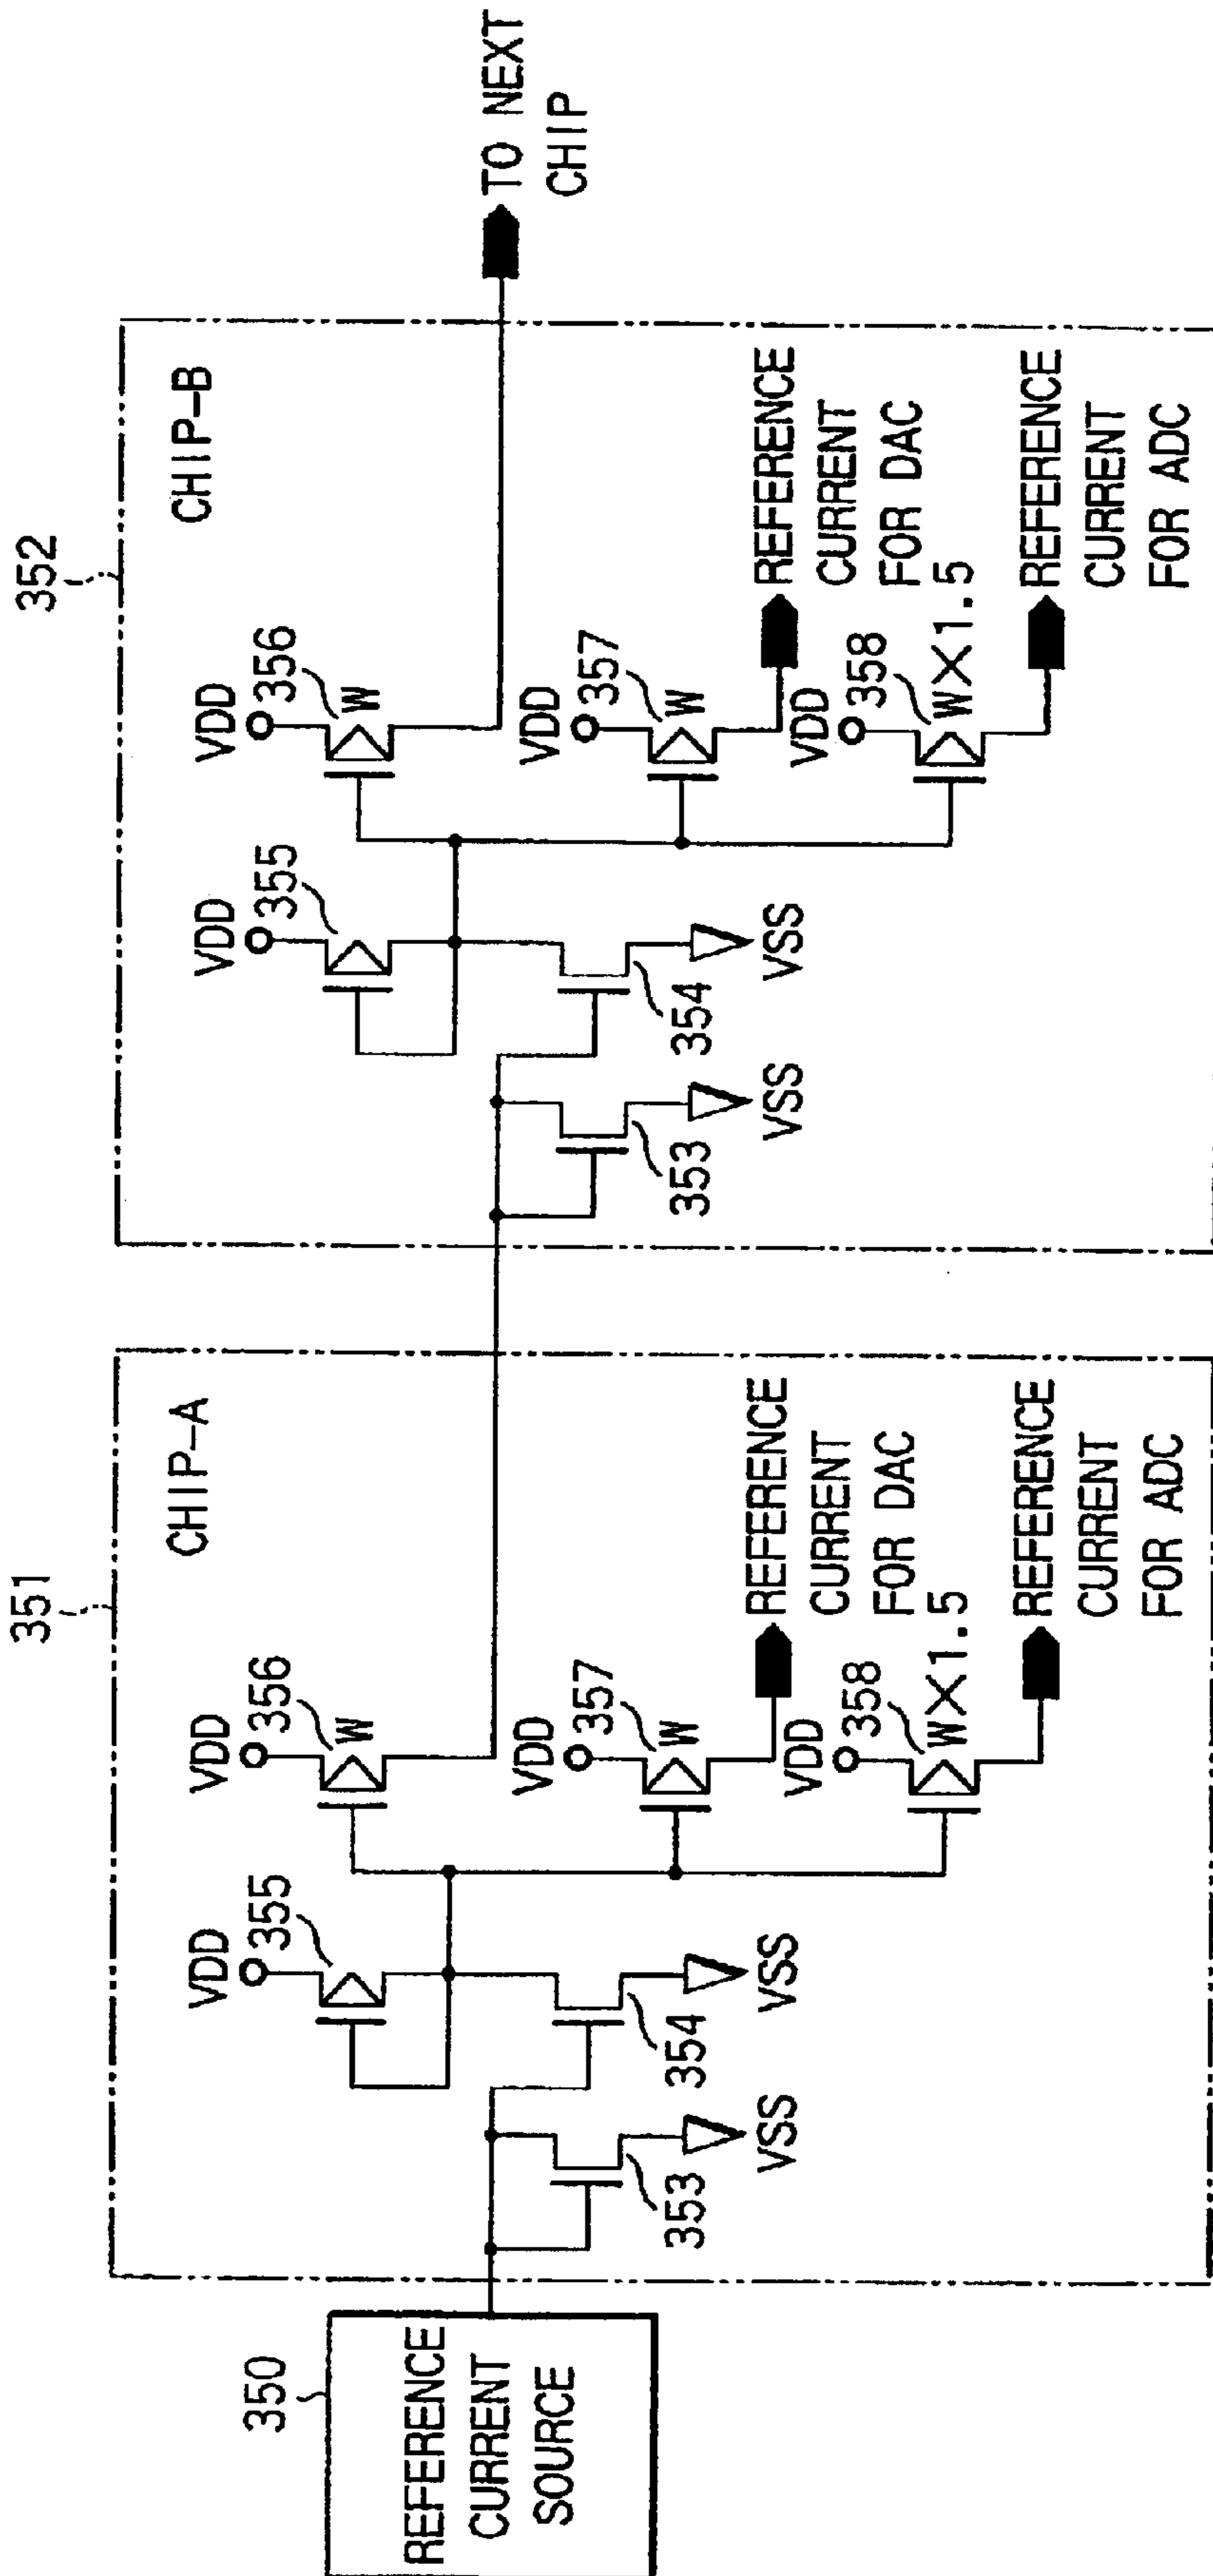 350
REFERENCE
CURRENT
SOURCE
351
CHIP-A
VDD
355
VDD
356
W
353
VSS
354
VSS
VDD
357
W
REFERENCE
CURRENT
FOR DAC
VDD
358
W×1.5
REFERENCE
CURRENT
FOR ADC
352
CHIP-B
VDD
355
VDD
356
W
353
VSS
354
VSS
VDD
357
W
REFERENCE
CURRENT
FOR DAC
VDD
358
W×1.5
REFERENCE
CURRENT
FOR ADC
TO NEXT
CHIP